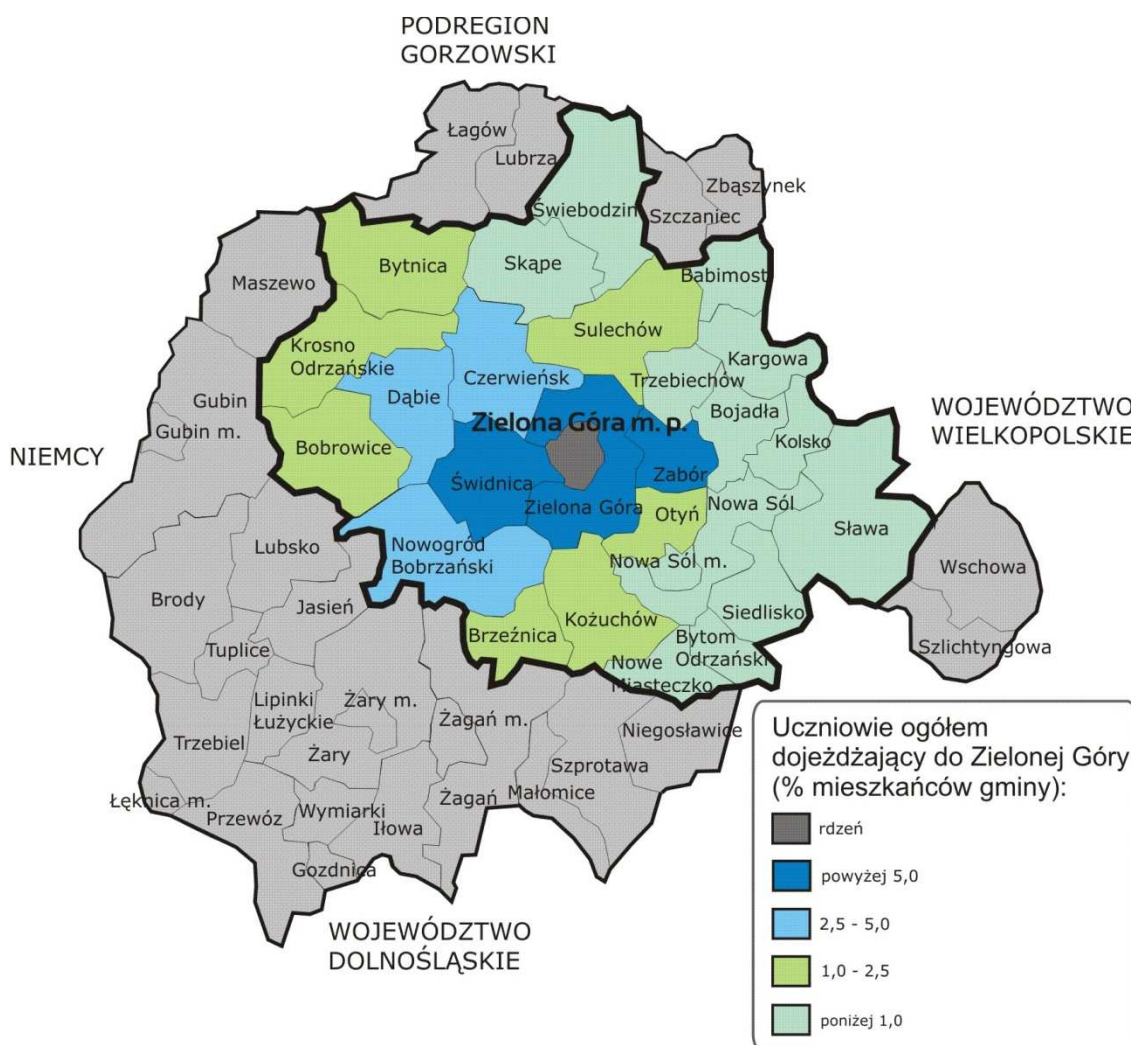 PODREGION
GORZOWSKI
Łagów
Lubrza
Zbąszynek
Szczaniec
Świebodzin
Bytnica
Skąpe
Babimost
Maszewo
Sulechów
Krosno
Odrzańskie
Kargowa
Trzebiechów
Czerwieńsk
Dąbie
Gubin
Bojadła
WOJEWÓDZTWO
WIELKOPOLSKIE
Zielona Góra m. p.
Gubin m.
Kolsko
NIEMCY
Bobrowice
Zabór
Świdnica
Zielona Góra
Otyń
Nowa Sól
Sława
Lubsko
Nowogród
Bobrzański
Nowa Sól m.
Wschowa
Brody
Jasień
Siedlisko
Kożuchów
Brzeźnica
Bytom
Odrzański
Szlichtyngowa
Tuplice
Nowe
Miasteczko
Lipinki
Łużyckie
Żary m.
Żagań m.
Niegosławice
Trzebiel
Żary
Szprotawa
Łęknica m.
Przewóz
Wymiarki
Iłowa
Żagań
Małomice
Gozdnica
WOJEWÓDZTWO
DOLNOŚLĄSKIE
Uczniowie ogółem
dojeżdżający do Zielonej Góry
(% mieszkańców gminy):
rdzeń
powyżej 5,0
2,5 - 5,0
1,0 - 2,5
poniżej 1,0